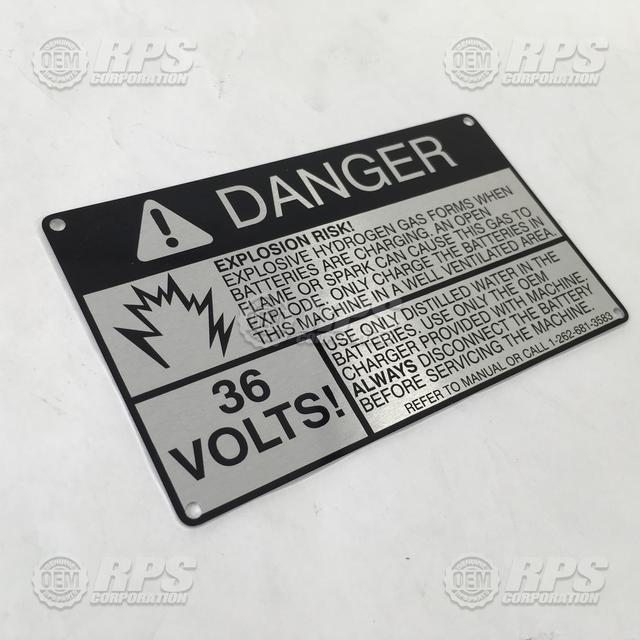 OEM RPS CORPORATION
OEM RPS CORPORATION
DANGER
EXPLOSION RISK!
EXPLOSIVE HYDROGEN GAS FORMS WHEN
BATTERIES ARE CHARGING. AN OPEN
FLAME OR SPARK CAN CAUSE THIS GAS TO
EXPLODE. ONLY CHARGE THE BATTERIES IN
THIS MACHINE IN A WELL VENTILATED AREA.
36
VOLTS!
USE ONLY DISTILLED WATER IN THE
BATTERIES. USE ONLY THE OEM
CHARGER PROVIDED WITH MACHINE.
ALWAYS DISCONNECT THE BATTERY
BEFORE SERVICING THE MACHINE.
REFER TO MANUAL OR CALL 1-262-681-3583
OEM RPS CORPORATION
OEM RPS CORPORATION